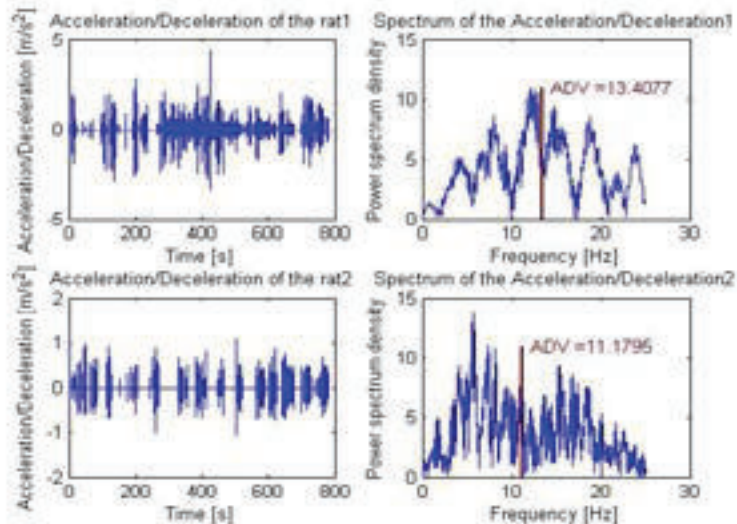 Acceleration/Deceleration of the rat1
Acceleration/Deceleration [m/s²]
5
0
-5
0 200 400 600 800
Time [s]
Spectrum of the Acceleration/Deceleration1
Power spectrum density
15
10
5
0
ADV =13.4077
0 10 20 30
Frequency [Hz]
Acceleration/Deceleration of the rat2
Acceleration/Deceleration [m/s²]
2
1
0
-1
-2
0 200 400 600 800
Time [s]
Spectrum of the Acceleration/Deceleration2
Power spectrum density
15
10
5
0
ADV =11.1795
0 10 20 30
Frequency [Hz]